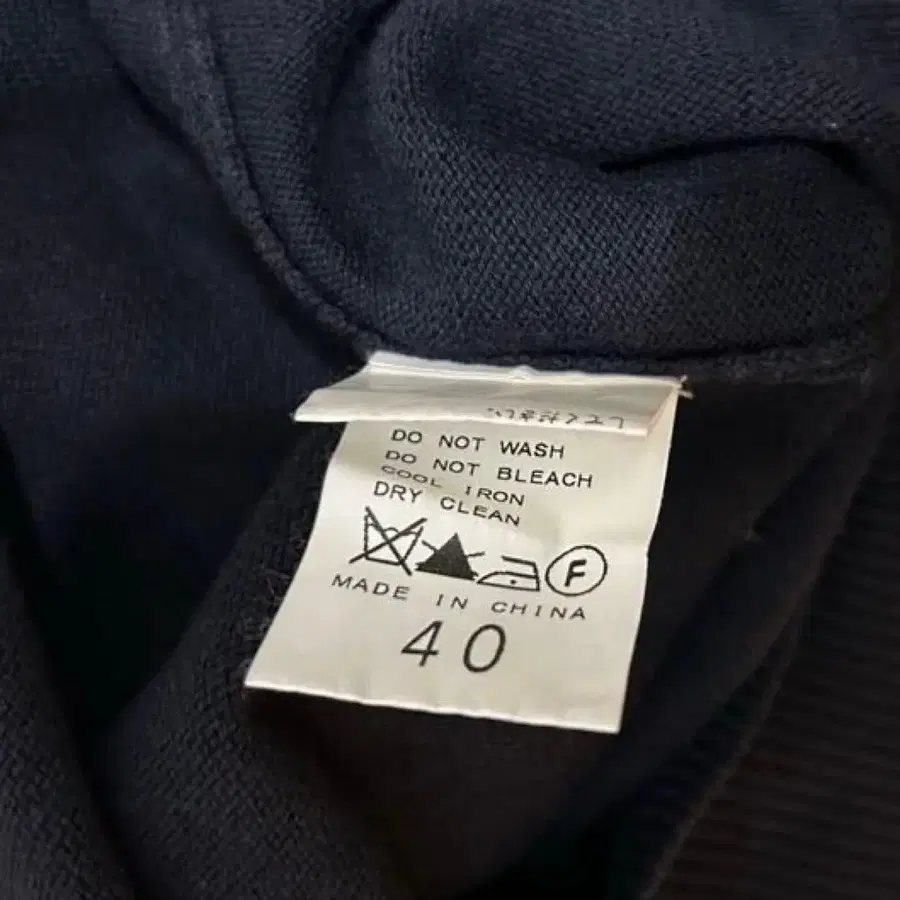 DO NOT WASH
DO NOT BLEACH
COOL IRON
DRY CLEAN
F
MADE IN CHINA
40